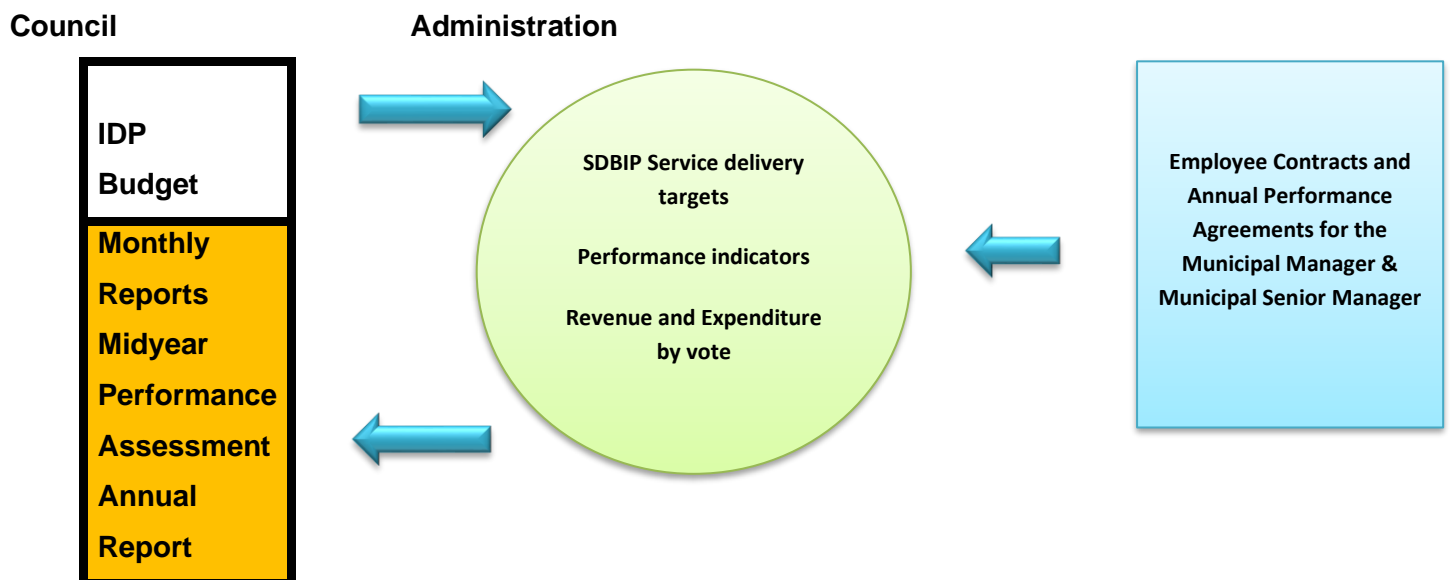 Council
Administration
IDP
Budget
Monthly
Reports
Midyear
Performance
Assessment
Annual
Report
SDBIP Service delivery
targets
Performance indicators
Revenue and Expenditure
by vote
Employee Contracts and
Annual Performance
Agreements for the
Municipal Manager &
Municipal Senior Manager